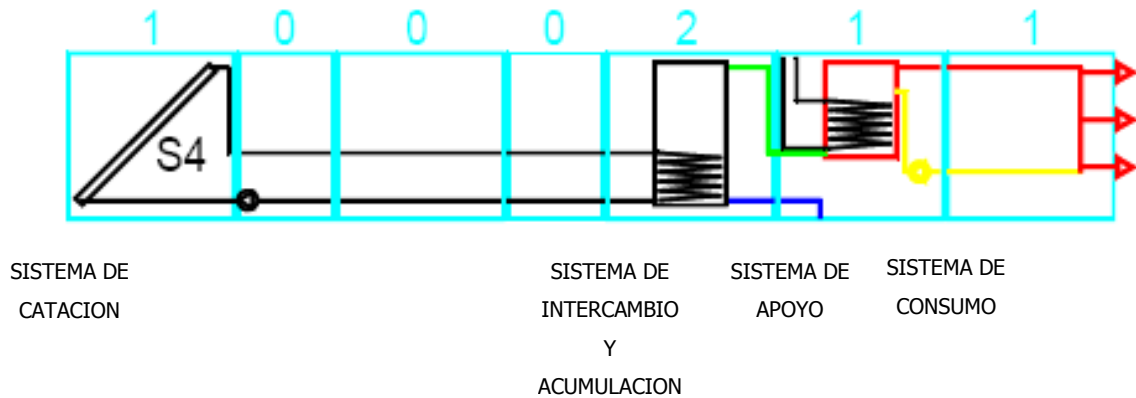 1 0 0 0 2 1 1
S4
SISTEMA DE
CATACION
SISTEMA DE
INTERCAMBIO
Y
ACUMULACION
SISTEMA DE
APOYO
SISTEMA DE
CONSUMO